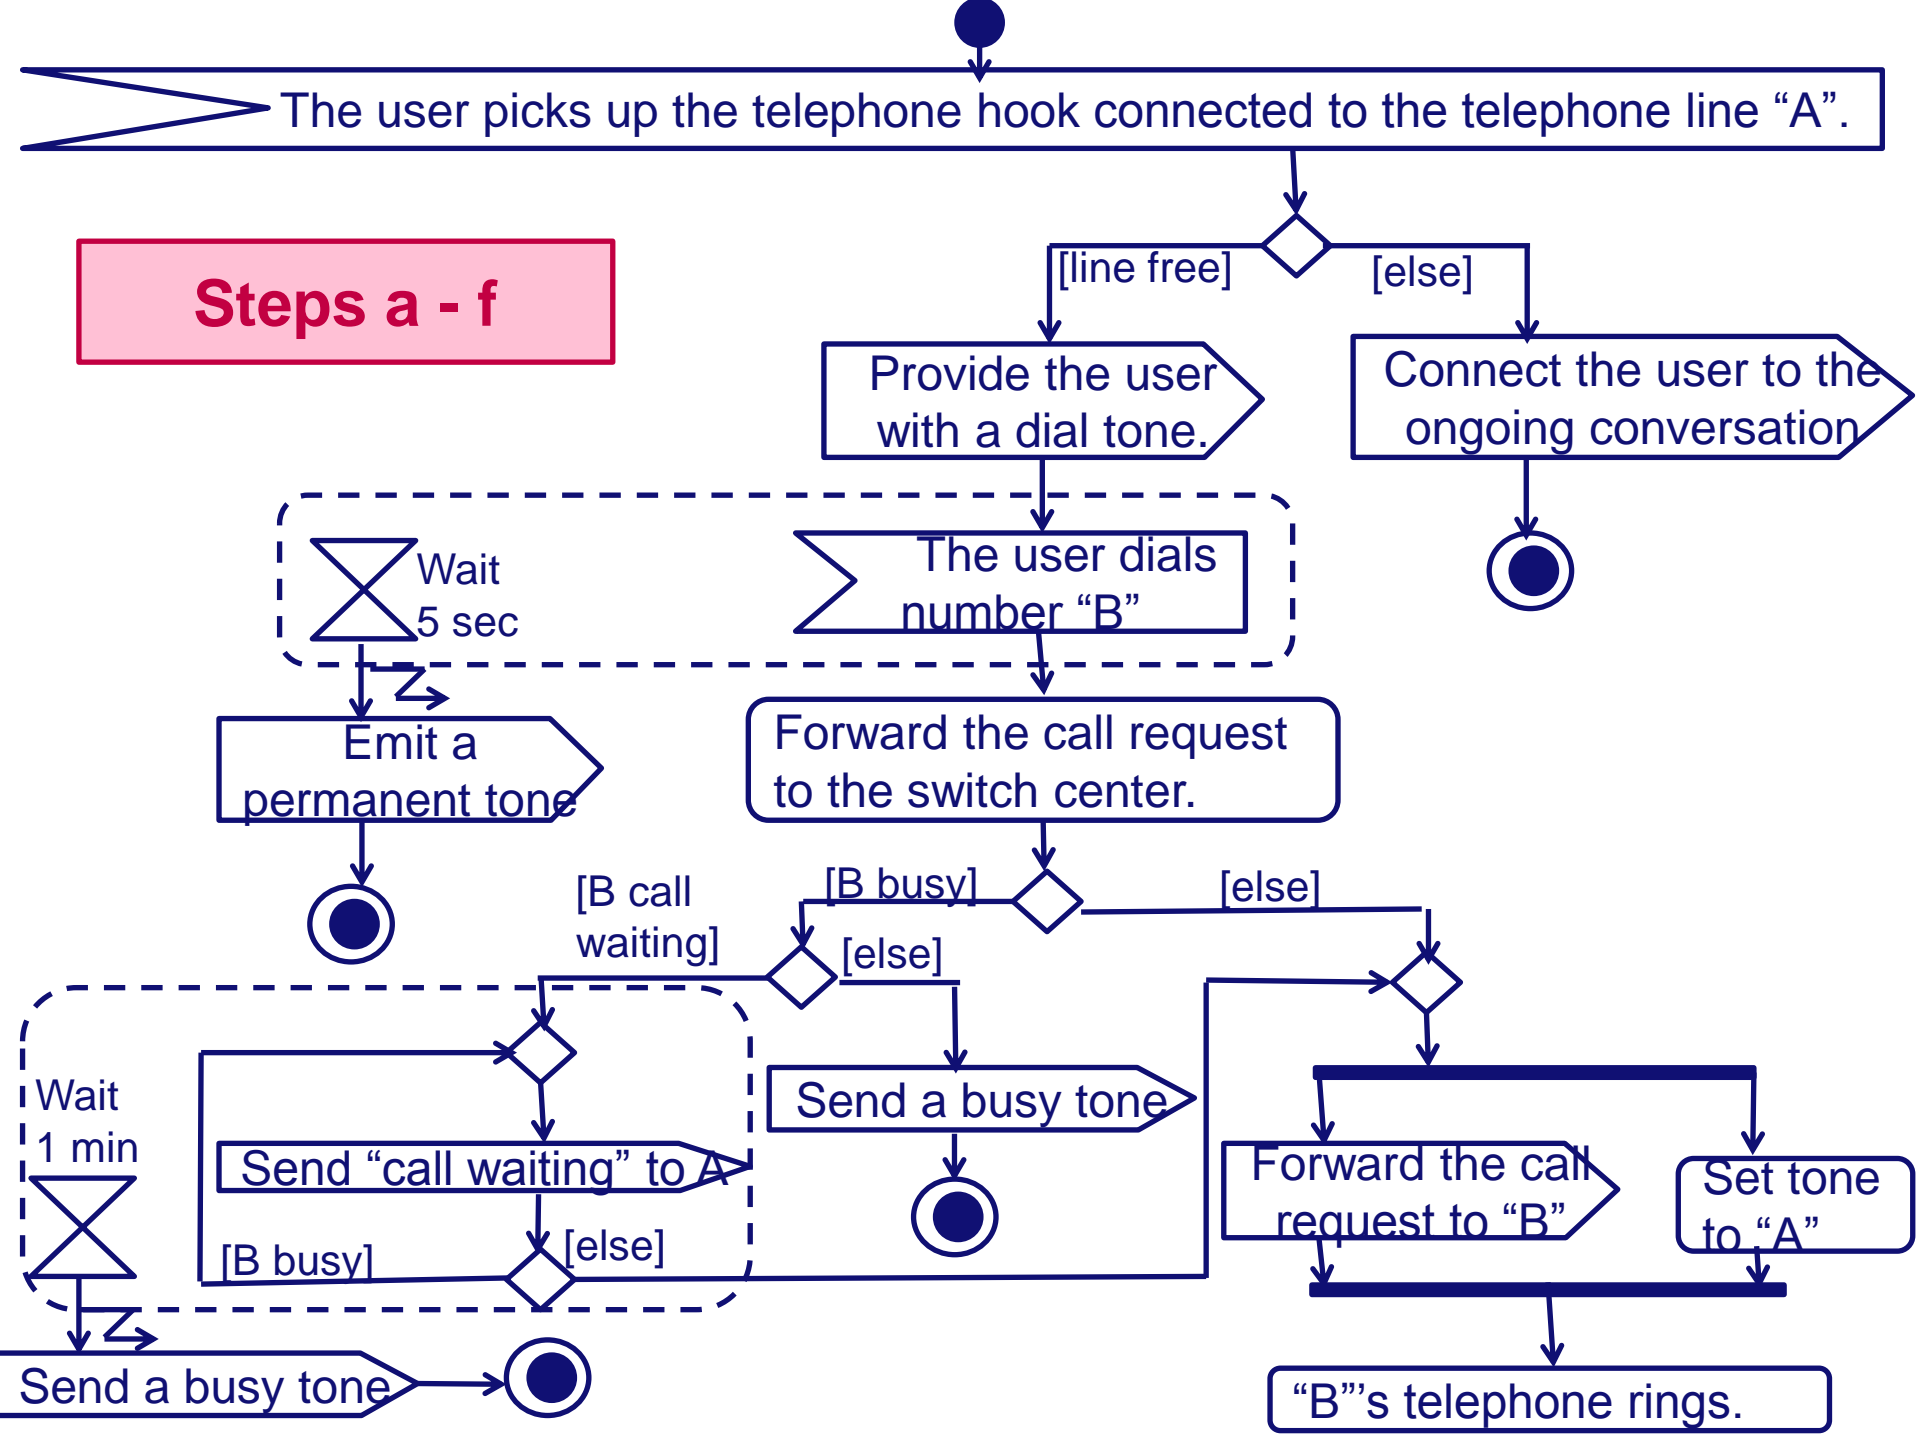 The user picks up the telephone hook connected to the telephone line “A”.
Steps a - f
[line free]
[else]
Provide the user
with a dial tone.
Connect the user to the
ongoing conversation
Wait
5 sec
The user dials
number “B”
Emit a
permanent tone
Forward the call request
to the switch center.
[B call
waiting]
[B busy]
[else]
[else]
Wait
1 min
Send a busy tone
Send “call waiting” to A
Forward the call
request to “B”
Set tone
to “A”
[B busy]
[else]
Send a busy tone
“B”’s telephone rings.